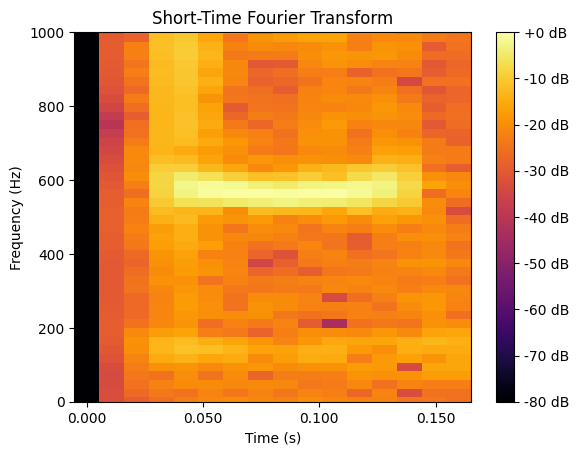 Short-Time Fourier Transform
1000
800
600
400
200
0
Frequency (Hz)
0.000
0.050
0.100
0.150
Time (s)
+0 dB
-10 dB
-20 dB
-30 dB
-40 dB
-50 dB
-60 dB
-70 dB
-80 dB